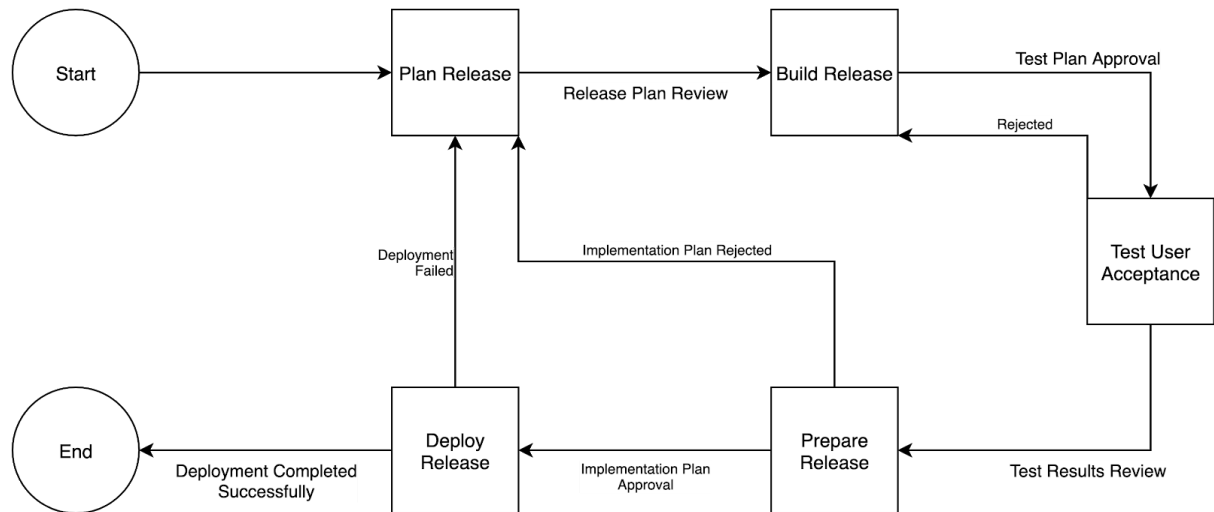 Start
Plan Release
Release Plan Review
Build Release
Test Plan Approval
Rejected
Test User
Acceptance
Deployment
Failed
Implementation Plan Rejected
End
Deployment Completed
Successfully
Deploy
Release
Implementation Plan
Approval
Prepare
Release
Test Results Review